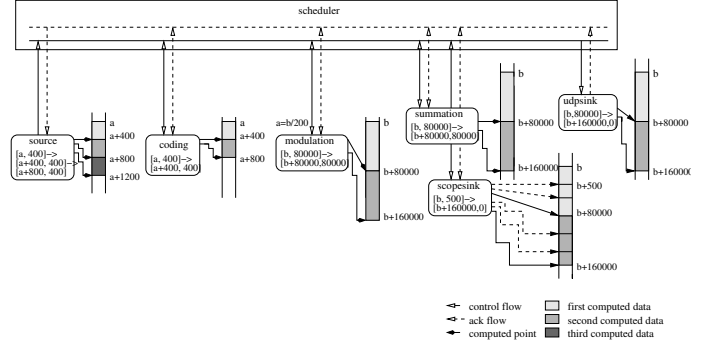 scheduler
source
[a, 400]->
[a+400, 400]->
[a+800, 400]
a
a+400
a+800
a+1200
coding
[a, 400]->
[a+400, 400)
a
a+400
a+800
a=b/200
modulation
[b, 80000]->
[b+80000,80000]
b
b+80000
b+160000
summation
[b, 80000]->
[b+80000,80000]
b
b+80000
b+160000
scopesink
[b, 500]->
[b+160000,0]
b
b+500
b+80000
b+160000
udpsink
[b,80000]->
[b+160000,0]
b
b+80000
b+160000
control flow
ack flow
computed point
first computed data
second computed data
third computed data